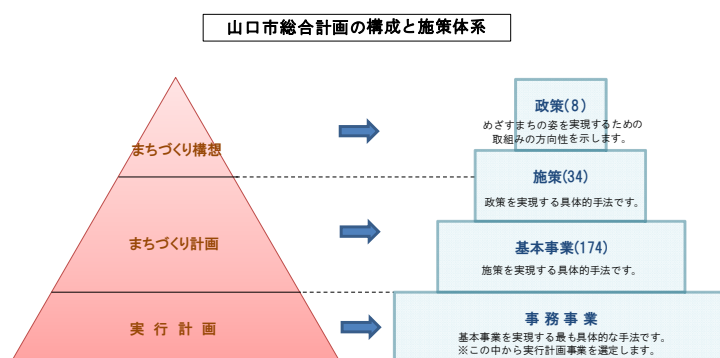 山口市総合計画の構成と施策体系
まちづくり構想
政策(8)
めざすまちの姿を実現するための
取組みの方向性を示します。
施策(34)
政策を実現する具体的手法です。
まちづくり計画
基本事業(174)
施策を実現する具体的手法です。
実行計画
事務事業
基本事業を実現する最も具体的な手法です。
※この中から実行計画事業を選定します。